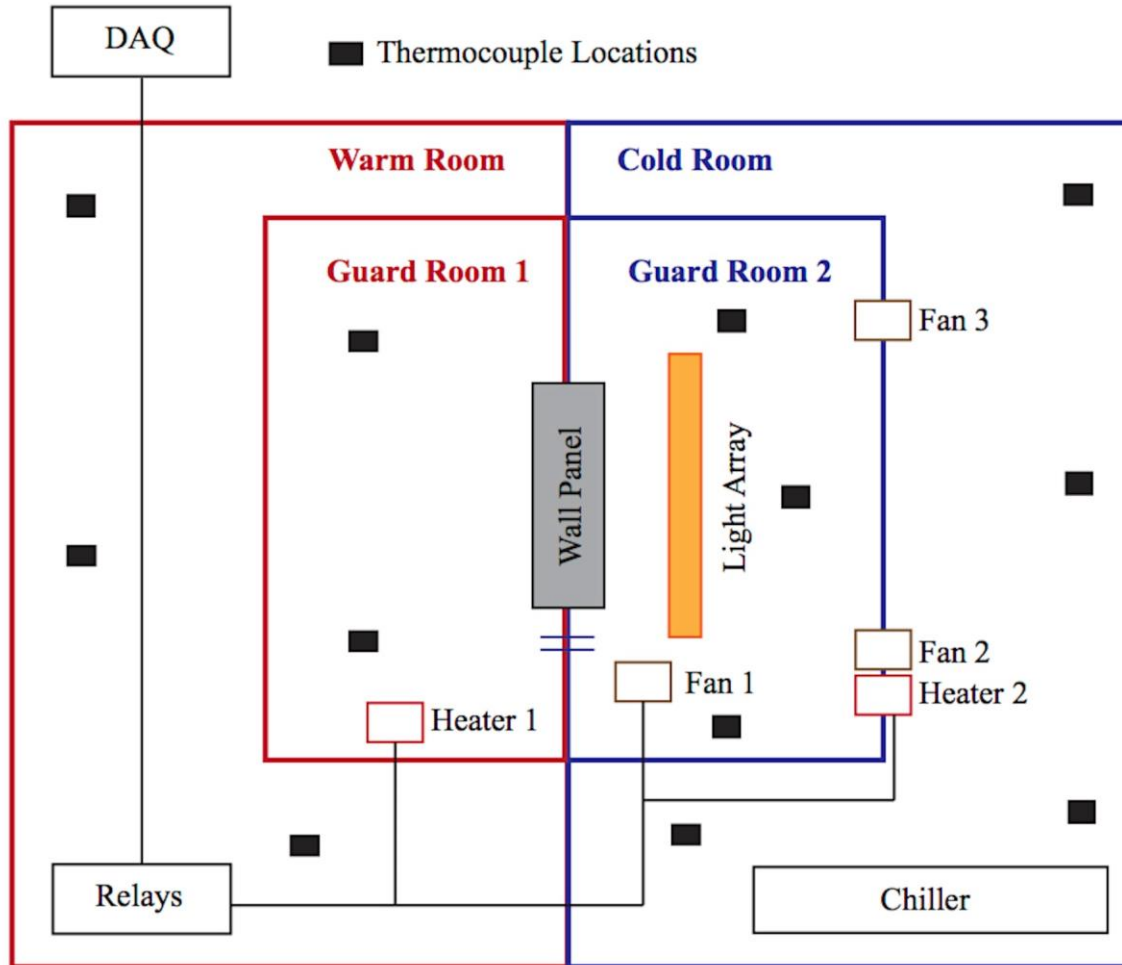 DAQ
Thermocouple Locations
Warm Room
Cold Room
Guard Room 1
Guard Room 2
Fan 3
Wall Panel
Light Array
Fan 2
Fan 1
Heater 2
Heater 1
Relays
Chiller